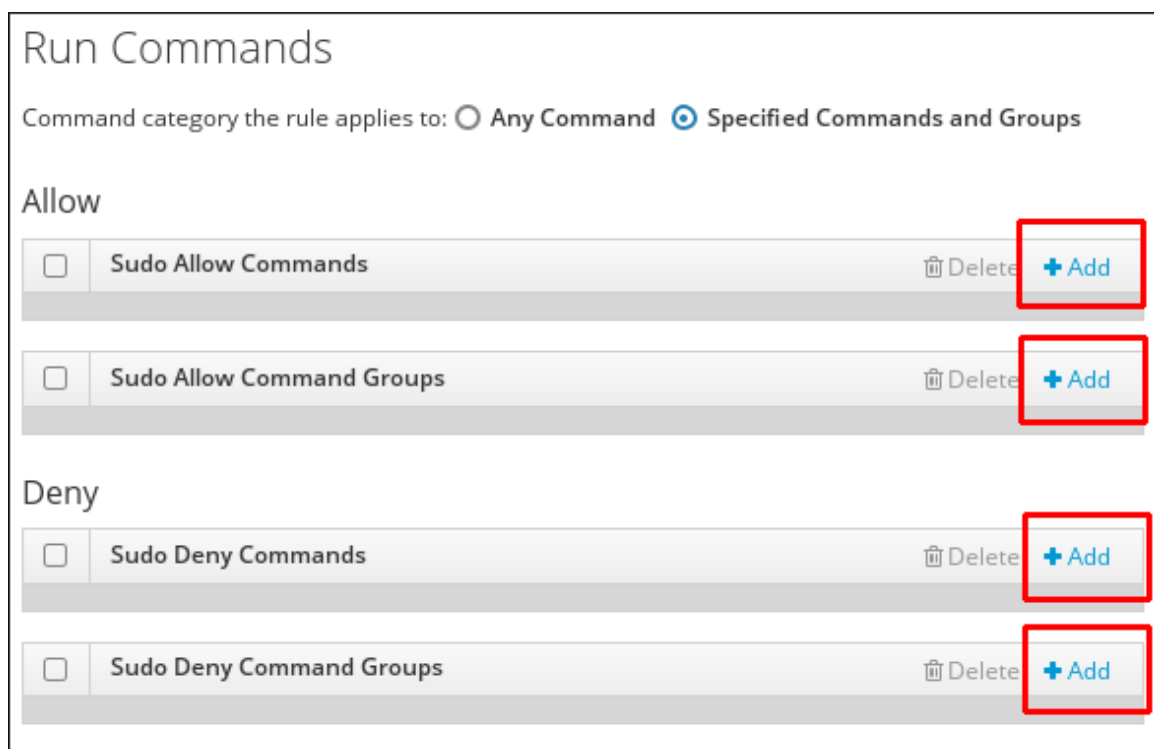 Run Commands
Command category the rule applies to: Any Command Specified Commands and Groups
Allow
Sudo Allow Commands Delete Add
Sudo Allow Command Groups Delete Add
Deny
Sudo Deny Commands Delete Add
Sudo Deny Command Groups Delete Add